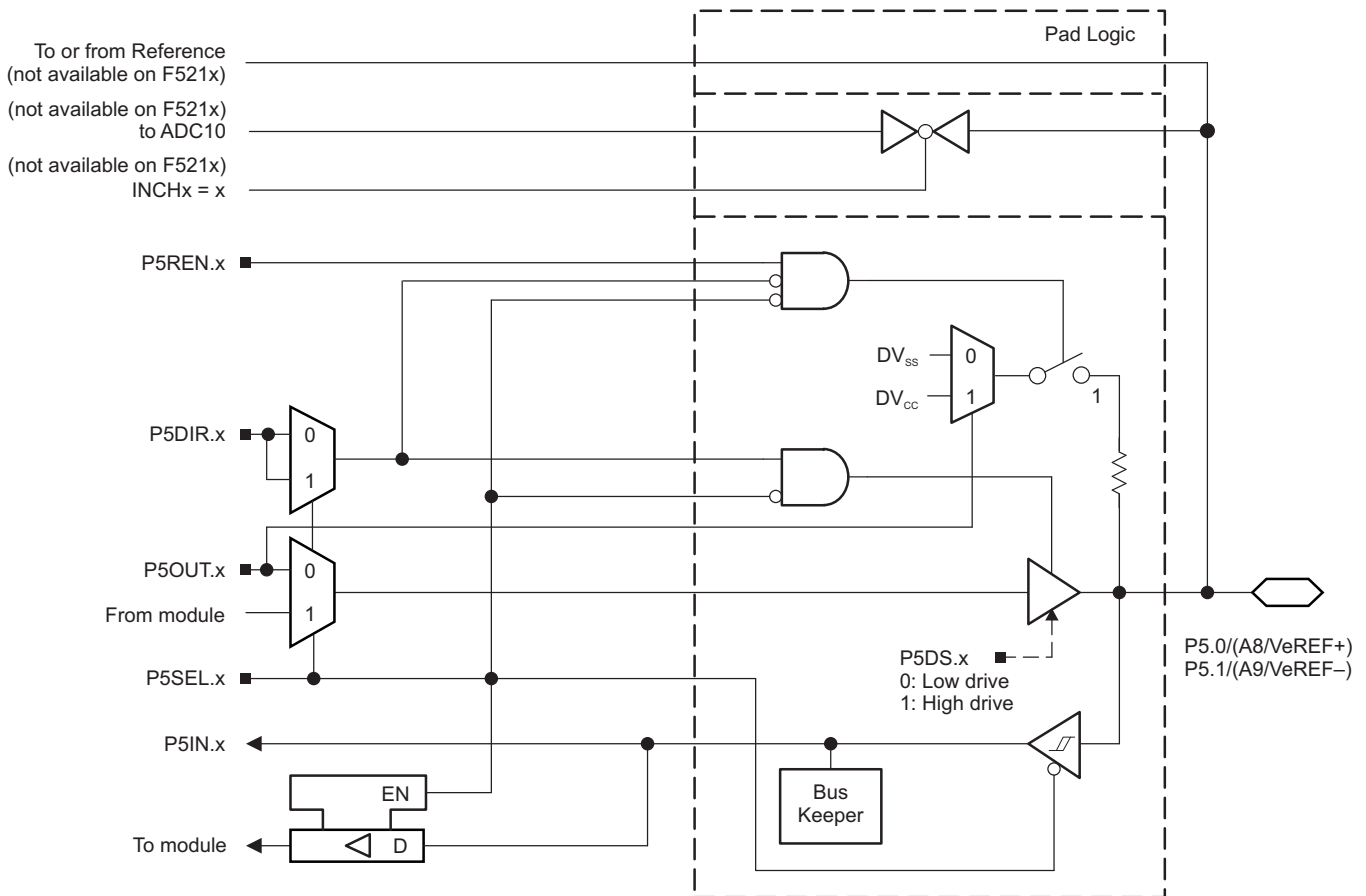 Pad Logic
To or from Reference
(not available on F521x)
(not available on F521x)
to ADC10
(not available on F521x)
INCHx = x
P5REN.x
DVSS
0
DVCC
1
1
P5DIR.x
0
1
P5OUT.x
0
From module
1
P5SEL.x
P5DS.x
0: Low drive
1: High drive
P5.0/(A8/VeREF+)
P5.1/(A9/VeREF–)
P5IN.x
EN
Bus
Keeper
To module
D